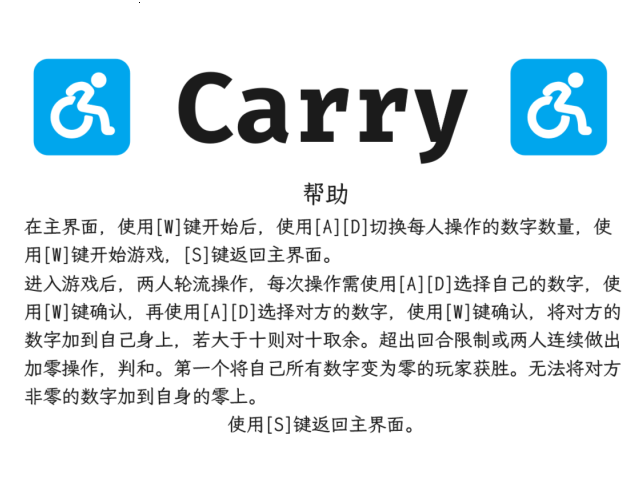 Carry
帮助
在主界面，使用[W]键开始后，使用[A][D]切换每人操作的数字数量，使
用[W]键开始游戏，[S]键返回主界面。
进入游戏后，两人轮流操作，每次操作需使用[A][D]选择自己的数字，使
用[W]键确认，再使用[A][D]选择对方的数字，使用[W]键确认，将对方的
数字加到自己身上，若大于十则对十取余。超出回合限制或两人连续做出
加零操作，判和。第一个将自己所有数字变为零的玩家获胜。无法将对方
非零的数字加到自身的零上。
使用[S]键返回主界面。